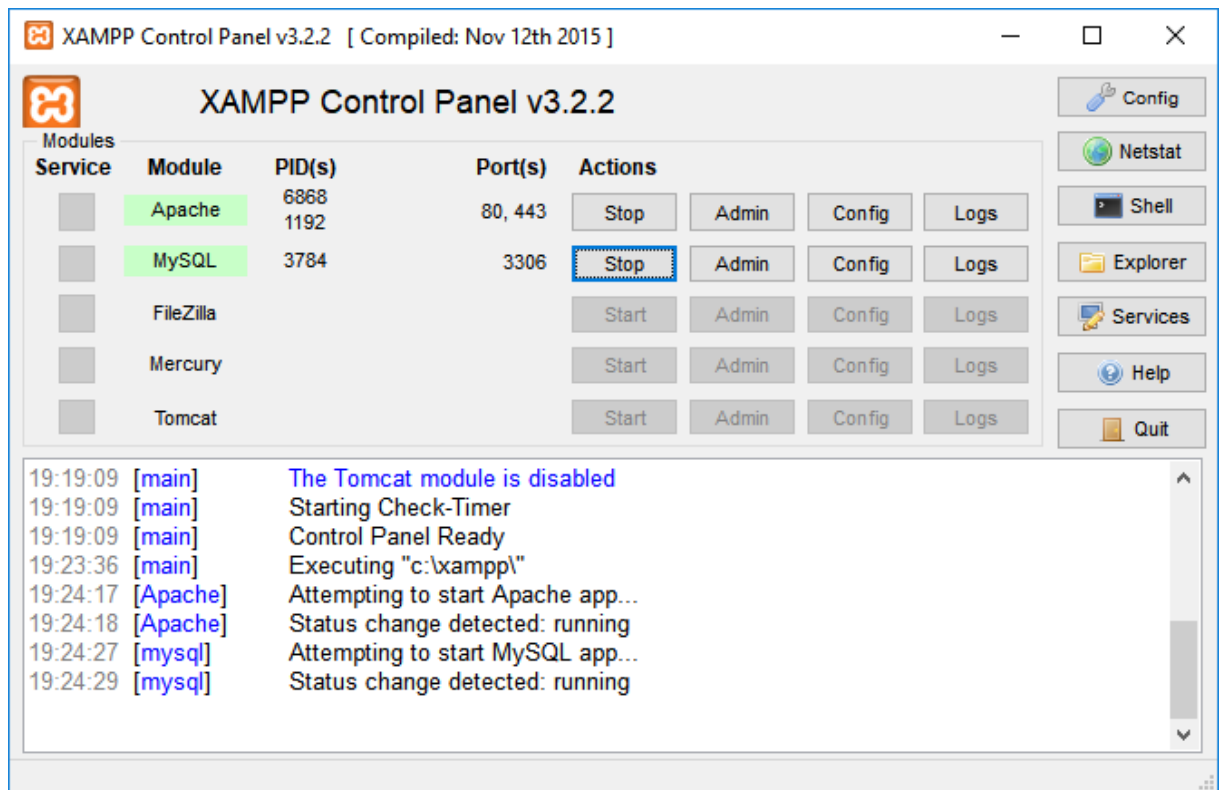 XAMPP Control Panel v3.2.2 [ Compiled: Nov 12th 2015 ]
XAMPP Control Panel v3.2.2
Config
Modules
Service Module PID(s) Port(s) Actions
Netstat
Apache 6868 1192 80, 443 Stop Admin Config Logs
Shell
MySQL 3784 3306 Stop Admin Config Logs
Explorer
FileZilla Start Admin Config Logs
Services
Mercury Start Admin Config Logs
Help
Tomcat Start Admin Config Logs
Quit
19:19:09 [main] The Tomcat module is disabled
19:19:09 [main] Starting Check-Timer
19:19:09 [main] Control Panel Ready
19:23:36 [main] Executing "c:\xampp\"
19:24:17 [Apache] Attempting to start Apache app...
19:24:18 [Apache] Status change detected: running
19:24:27 [mysql] Attempting to start MySQL app...
19:24:29 [mysql] Status change detected: running